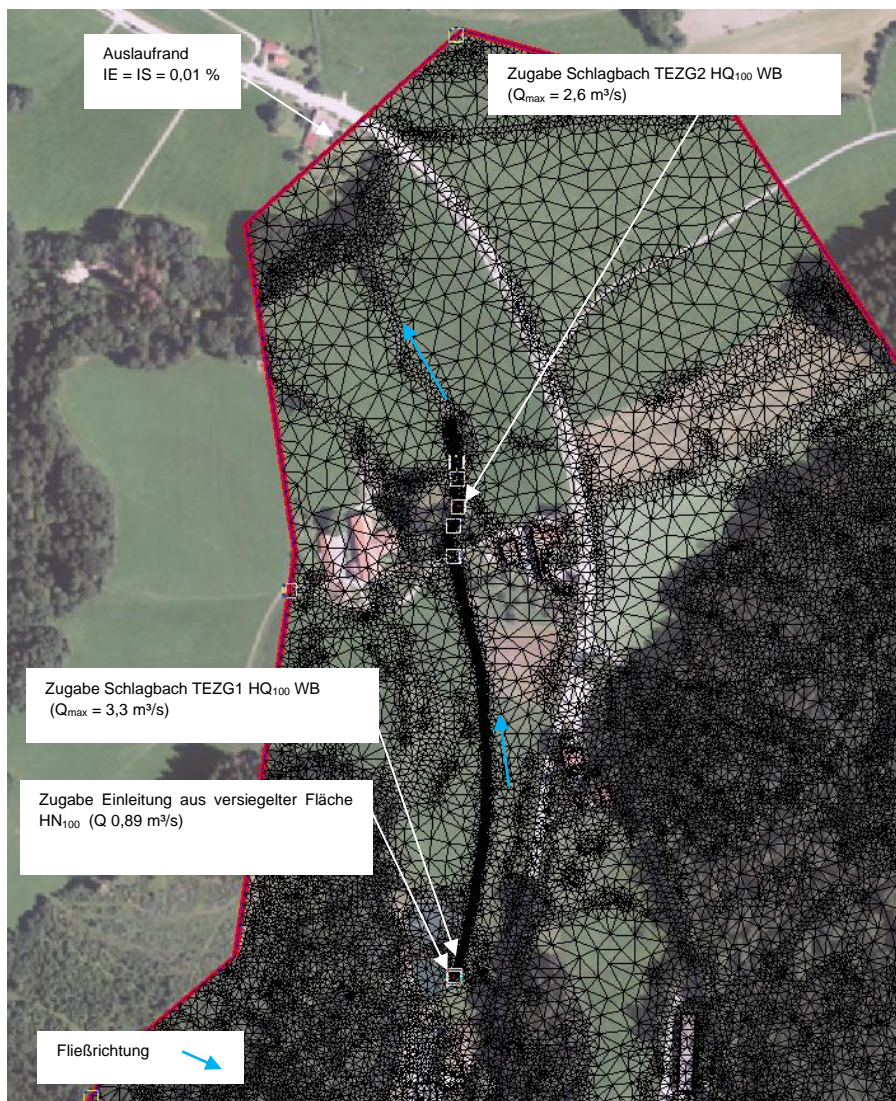 Auslaufrand
IE = IS = 0,01 %
Zugabe Schlagbach TEZG2 HQ₁₀₀ WB
(Qₘₐₓ = 2,6 m³/s)
Zugabe Schlagbach TEZG1 HQ₁₀₀ WB
(Qₘₐₓ = 3,3 m³/s)
Zugabe Einleitung aus versiegelter Fläche
HN₁₀₀ (Q 0,89 m³/s)
Fließrichtung